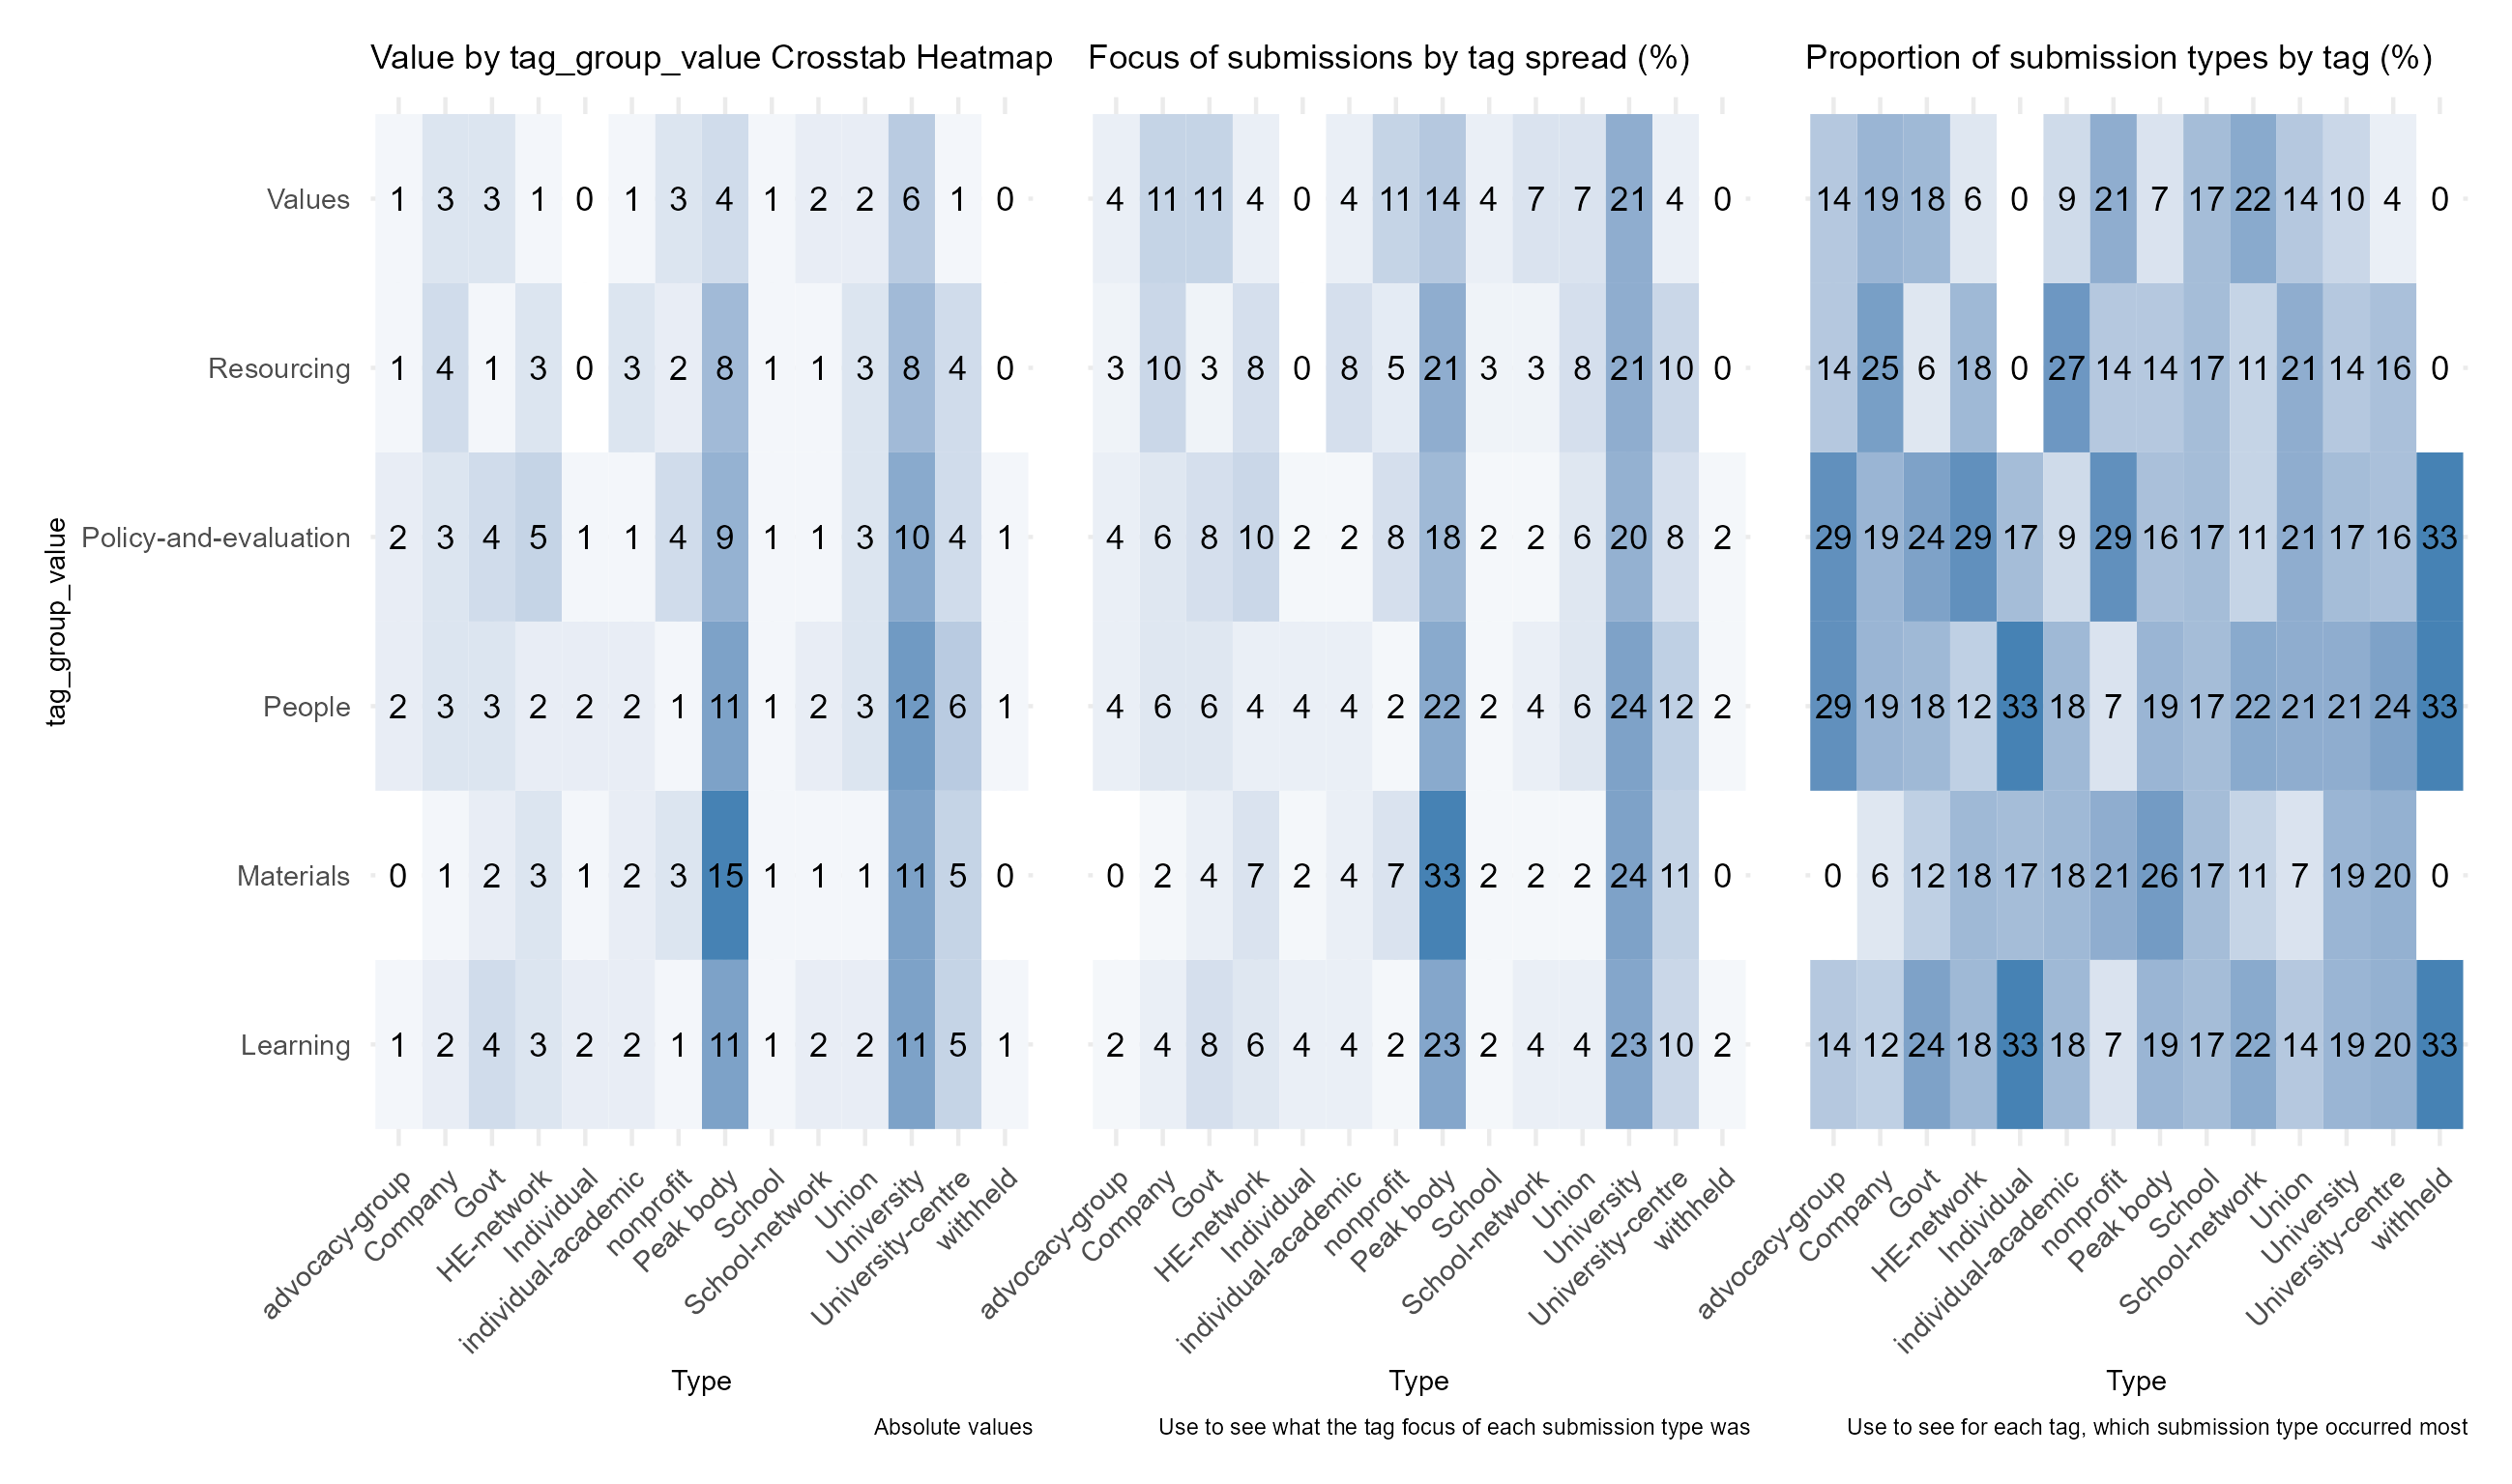 Value by tag_group_value Crosstab Heatmap
Focus of submissions by tag spread (%)
Proportion of submission types by tag (%)
tag_group_value
Values 1 3 3 1 0 1 3 4 1 2 2 6 1 0 4 11 11 4 0 4 11 14 4 7 7 21 4 0 14 19 18 6 0 9 21 7 17 22 14 10 4 0
Resourcing 1 4 1 3 0 3 2 8 1 1 3 8 4 0 3 10 3 8 0 8 5 21 3 3 8 21 10 0 14 25 6 18 0 27 14 14 17 11 21 14 16 0
Policy-and-evaluation 2 3 4 5 1 1 4 9 1 1 3 10 4 1 4 6 8 10 2 2 8 18 2 2 6 20 8 2 29 19 24 29 17 9 29 16 17 11 21 17 16 33
People 2 3 3 2 2 2 1 11 1 2 3 12 6 1 4 6 6 4 4 4 2 22 2 4 6 24 12 2 29 19 18 12 33 18 7 19 17 22 21 21 24 33
Materials 0 1 2 3 1 2 3 15 1 1 1 11 5 0 0 2 4 7 2 4 7 33 2 2 2 24 11 0 0 6 12 18 17 18 21 26 17 11 7 19 20 0
Learning 1 2 4 3 2 2 1 11 1 2 2 11 5 1 2 4 8 6 4 4 2 23 2 4 4 23 10 2 14 12 24 18 33 18 7 19 17 22 14 19 20 33
advocacy-group Company Govt HE-network Individual individual-academic nonprofit Peak body School School-network Union University University-centre withheld
advocacy-group Company Govt HE-network Individual individual-academic nonprofit Peak body School School-network Union University University-centre withheld
advocacy-group Company Govt HE-network Individual individual-academic nonprofit Peak body School School-network Union University University-centre withheld
Type
Type
Type
Absolute values
Use to see what the tag focus of each submission type was
Use to see for each tag, which submission type occurred most